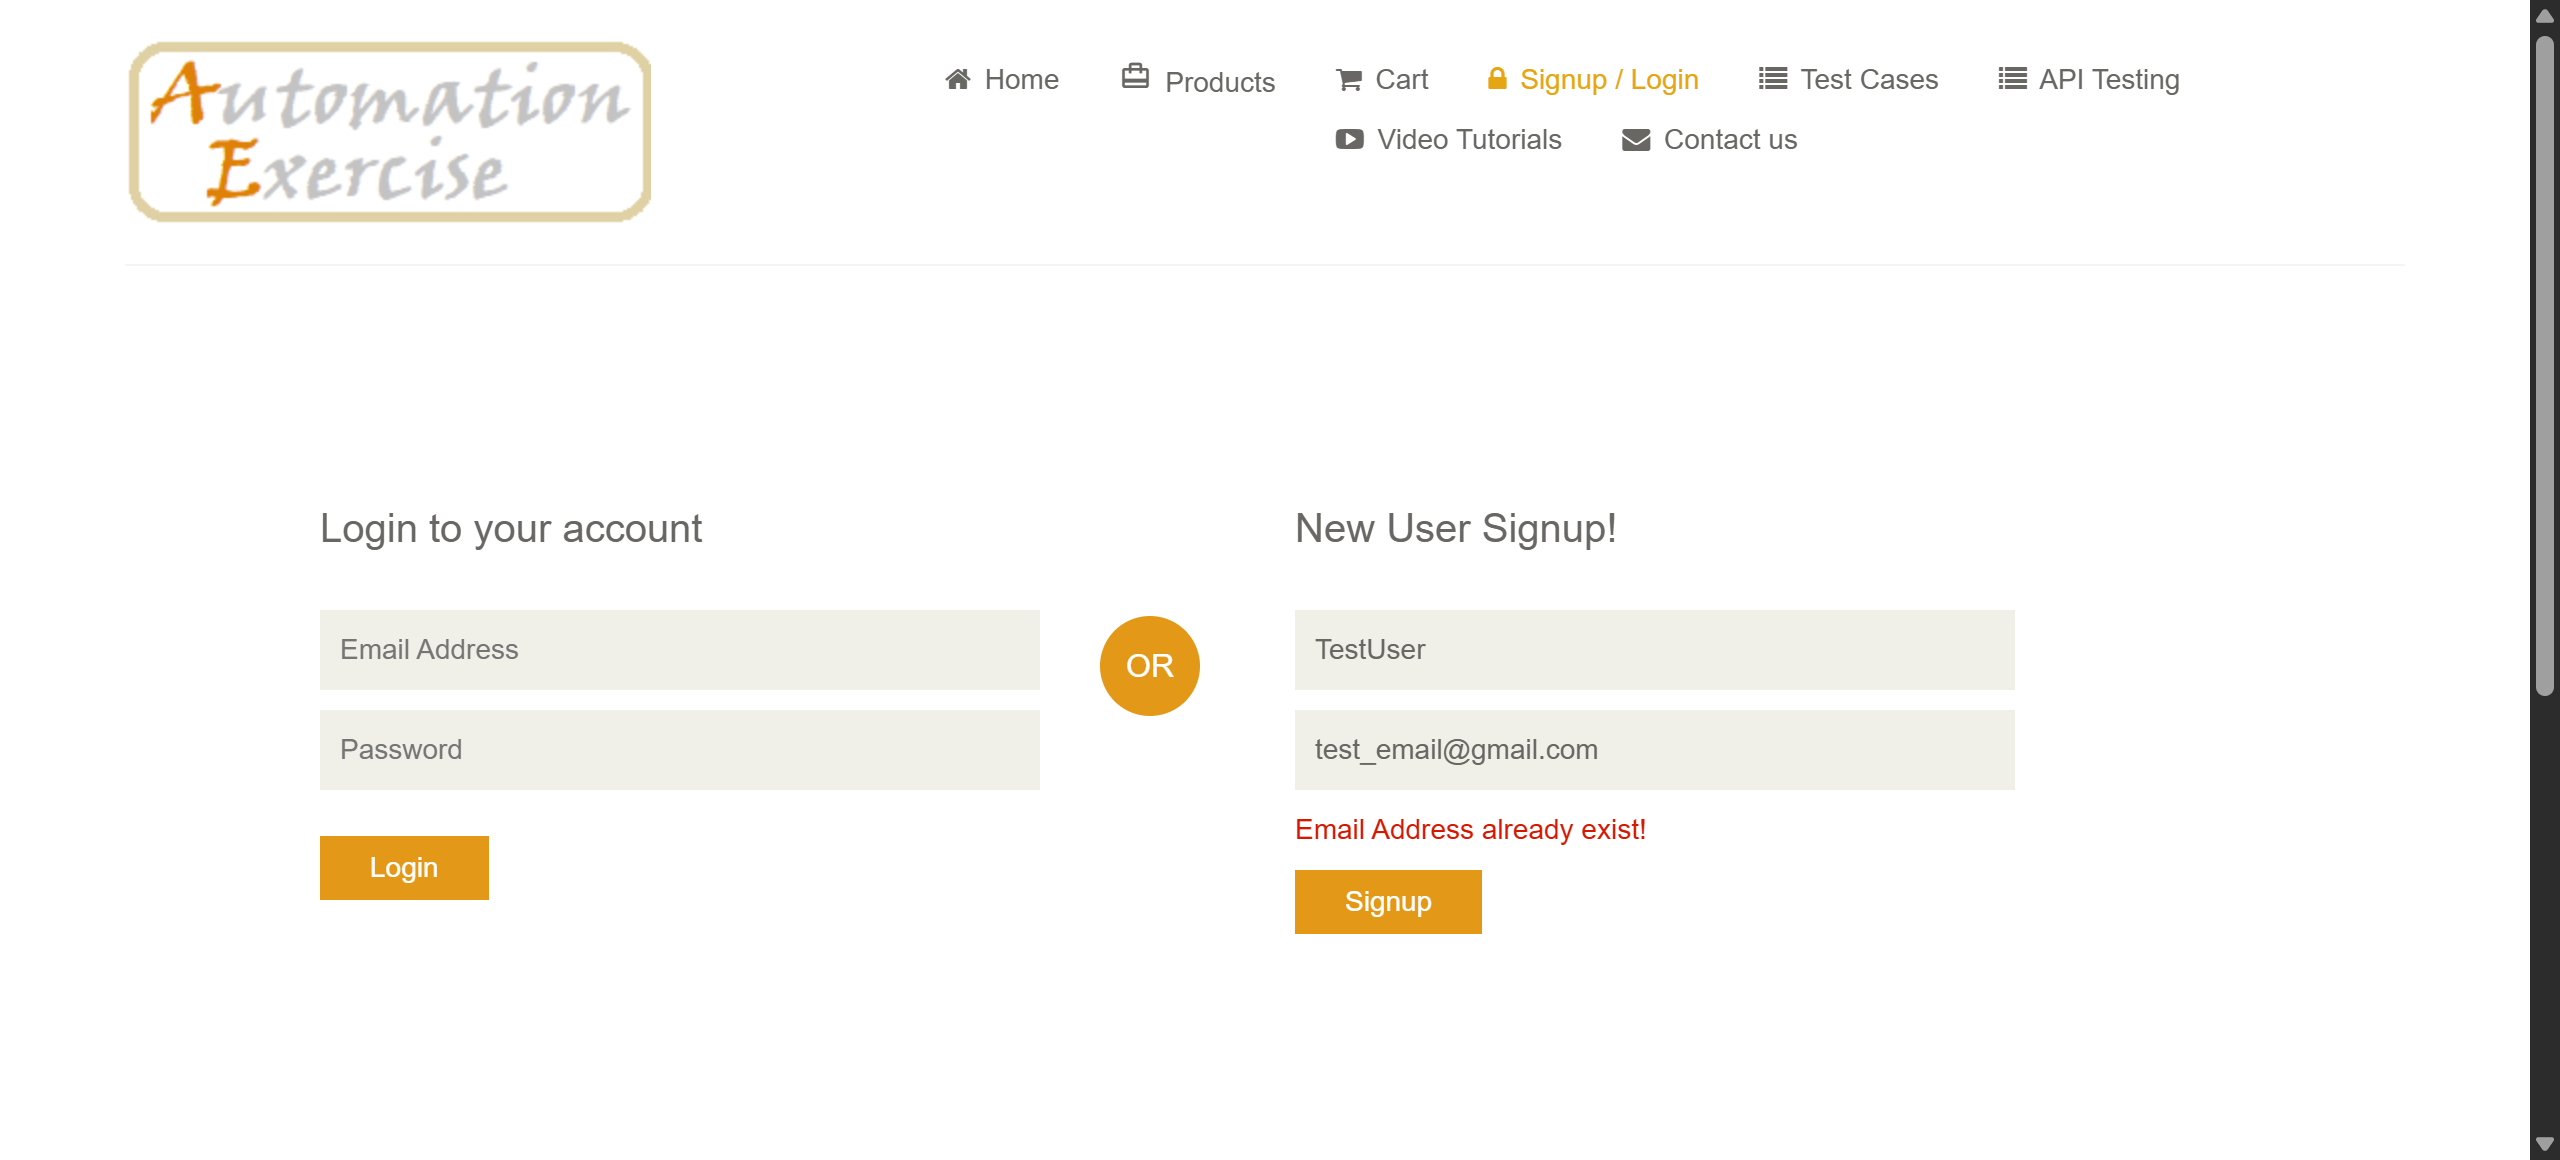 Automation
Exercise
Home
Products
Cart
Signup / Login
Test Cases
API Testing
Video Tutorials
Contact us
Login to your account
Email Address
Password
Login
OR
New User Signup!
TestUser
test_email@gmail.com
Email Address already exist!
Signup